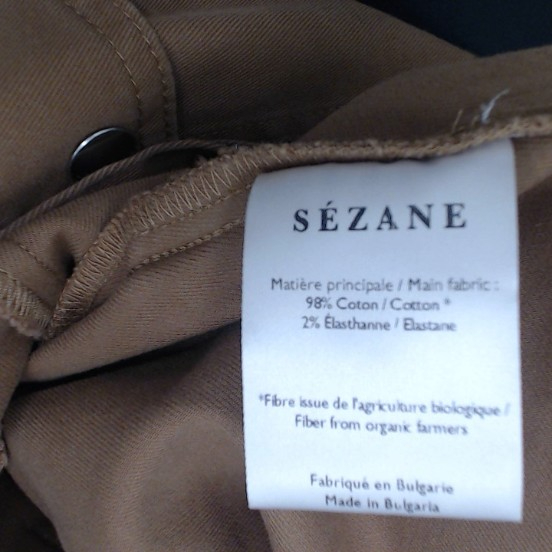 SÉZANE
Matière principale / Main fabric :
98% Coton / Cotton *
2% Élasthanne / Elastane
*Fibre issue de l'agriculture biologique /
Fiber from organic farmers
Fabriqué en Bulgarie
Made in Bulgaria